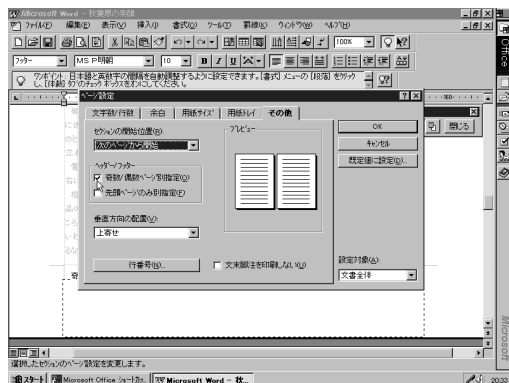 Microsoft Word - 秋葉原の素顔
ファイル(F) 編集(E) 表示(V) 挿入(I) 書式(O) ツール(T) 罫線(A) ウィンドウ(W) ヘルプ(H)
100%
フッター MS P明朝 10 B I U
ワンポイント: 日本語と英数字の間隔を自動調整するように設定できます。[書式] メニューの [段落] をクリック
し、[体裁] タブのチェック ボックスをオンにしてください。
ページ設定
文字数/行数 余白 用紙サイズ 用紙トレイ その他
セクションの開始位置(R):
次のページから開始
ヘッダー/フッター
奇数/偶数ページ別指定(O)
先頭ページのみ別指定(F)
垂直方向の配置(V):
上寄せ
行番号(N)...
プレビュー
文末脚注を印刷しない(U)
OK
キャンセル
既定値に設定(D)...
設定対象(A):
文書全体
閉じる(C)
選択したセクションのページ設定を変更します。
スタート
Microsoft Office ショートカ...
Microsoft Word - 秋...
20:33
Office
Microsoft